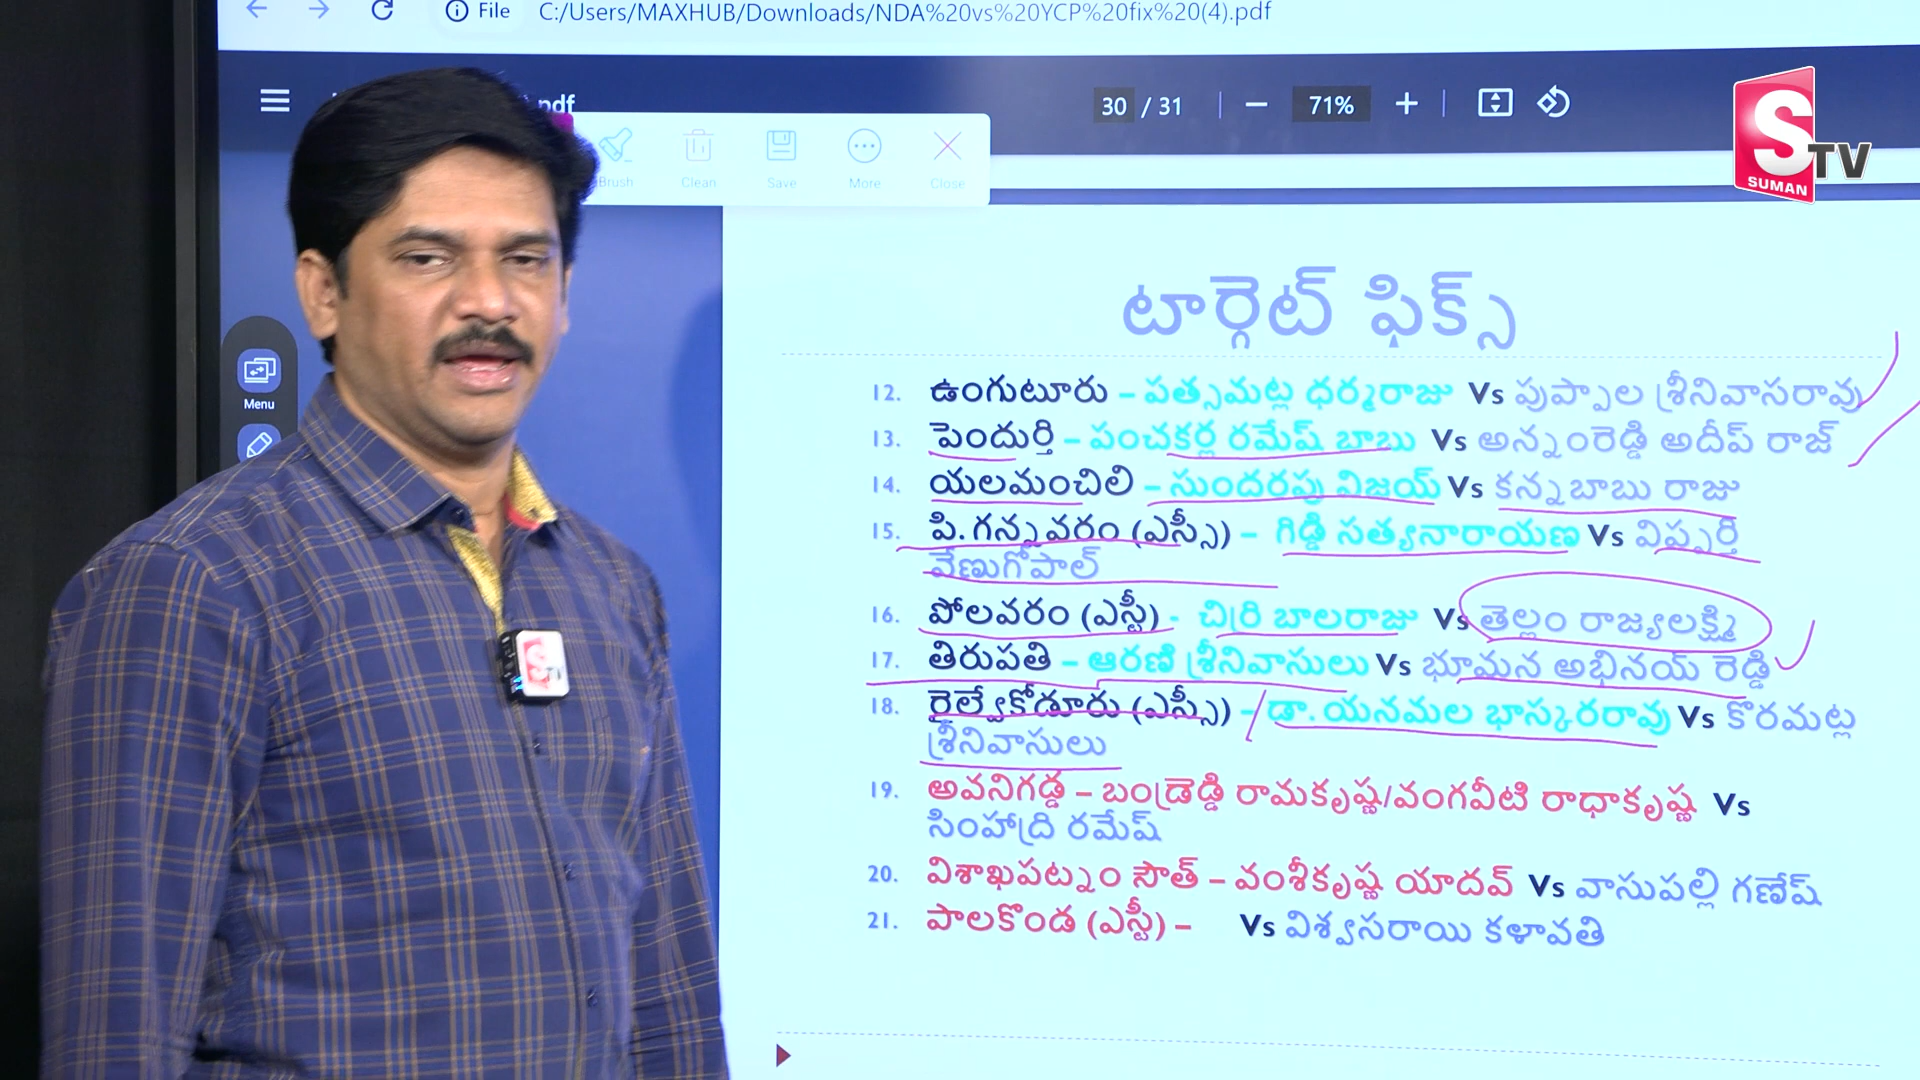 File C:/Users/MAXHUB/Downloads/NDA%20vs%20YCP%20fix%20(4).pdf
.pdf
30 / 31
71%
Brush Clean Save More Close
S TV
SUMAN
Menu
టార్గెట్ ఫిక్స్
12. ఉంగుటూరు – పత్సమట్ల ధర్మరాజు Vs పుప్పాల శ్రీనివాసరావు
13. పెందుర్తి – పంచకర్ల రమేష్ బాబు Vs అన్నంరెడ్డి అదీప్ రాజ్
14. యలమంచిలి – సుందరపు విజయ్ Vs కన్నబాబు రాజు
15. పి.గన్నవరం (ఎస్సీ) – గిడ్డి సత్యనారాయణ Vs విప్పర్తి
వేణుగోపాల్
16. పోలవరం (ఎస్టీ) - చిర్రి బాలరాజు Vs తెల్లం రాజ్యలక్ష్మి
17. తిరుపతి – ఆరణి శ్రీనివాసులు Vs భూమన అభినయ్ రెడ్డి
18. రైల్వేకోడూరు (ఎస్సీ) – డా. యనమల భాస్కరరావు Vs కొరమట్ల
శ్రీనివాసులు
19. అవనిగడ్డ – బండ్రెడ్డి రామకృష్ణ/వంగవీటి రాధాకృష్ణ Vs
సింహాద్రి రమేష్
20. విశాఖపట్నం సౌత్ – వంశీకృష్ణ యాదవ్ Vs వాసుపల్లి గణేష్
21. పాలకొండ (ఎస్టీ) – Vs విశ్వసరాయి కళావతి